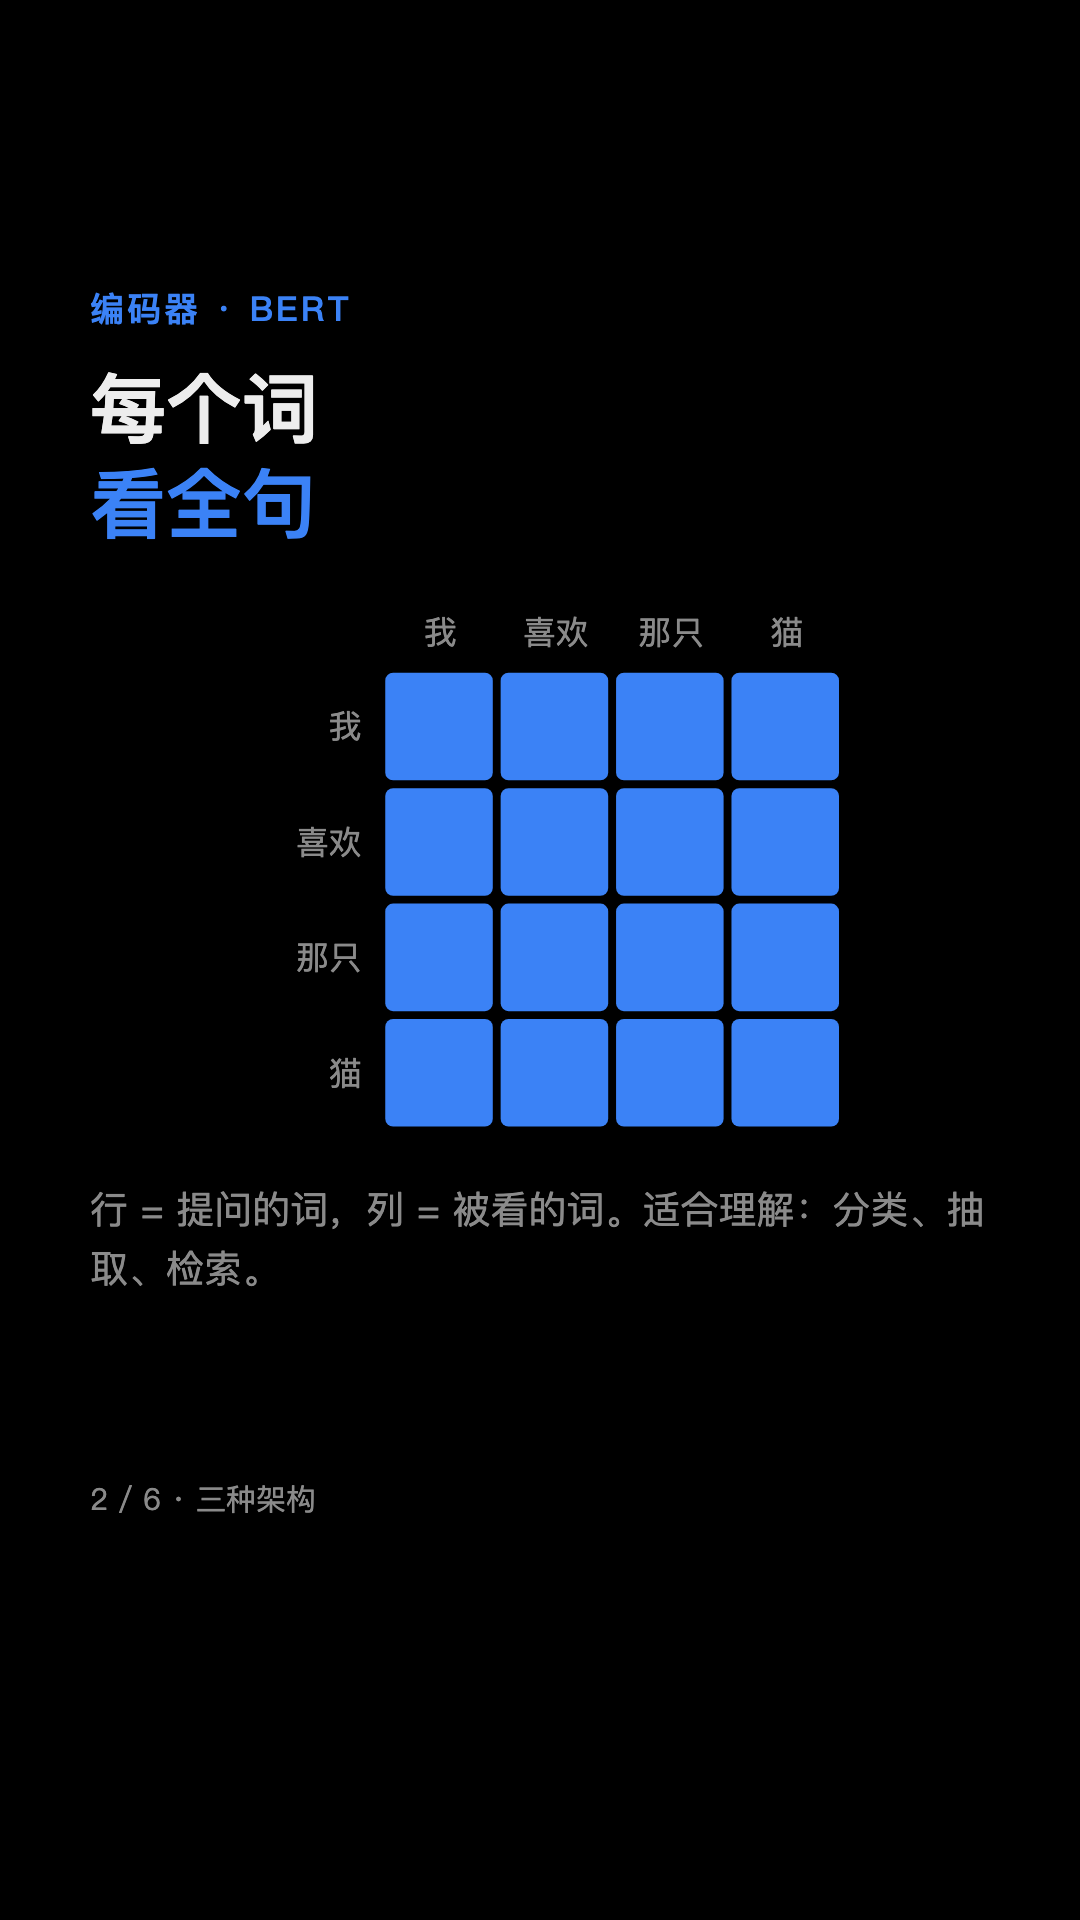 编码器 · BERT
每个词
看全句
我 喜欢 那只 猫
我
喜欢
那只
猫
行 = 提问的词，列 = 被看的词。适合理解：分类、抽
取、检索。
2 / 6 · 三种架构